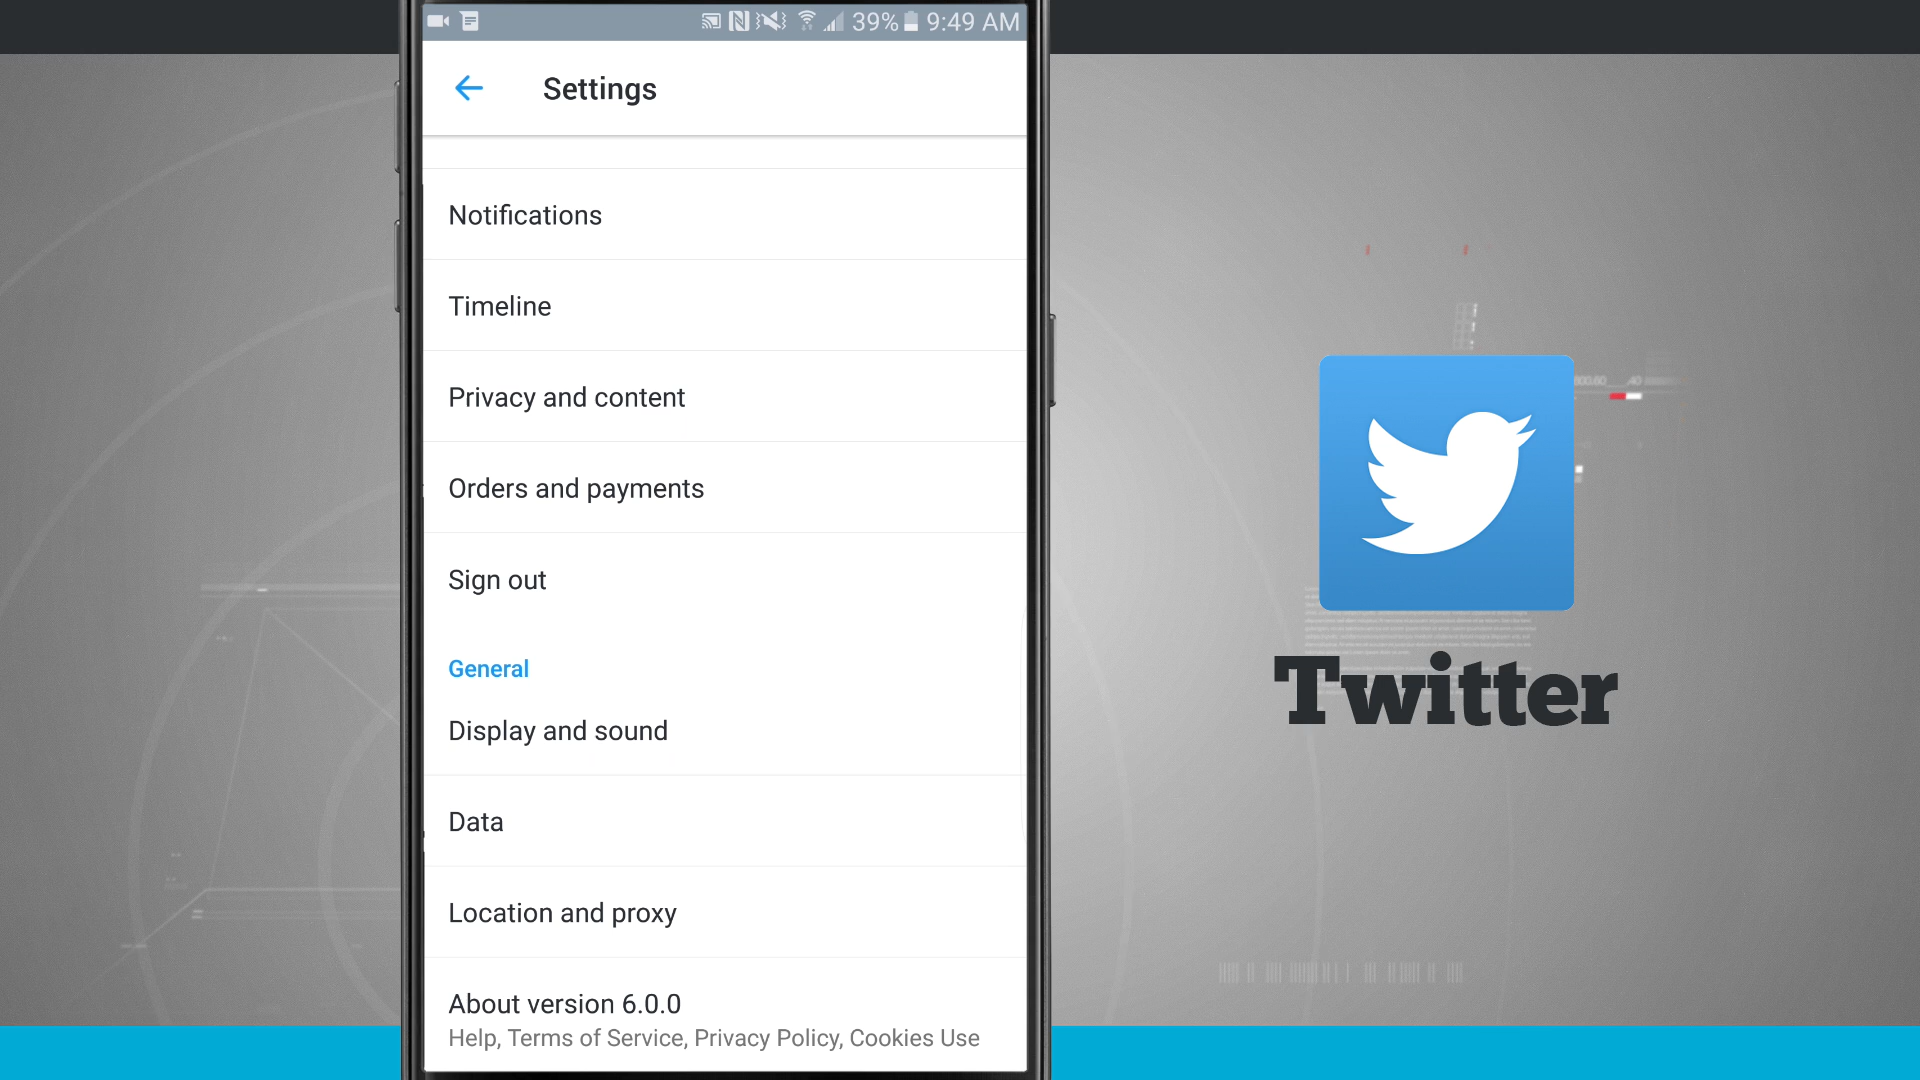 39% 9:49 AM
Settings
Notifications
Timeline
Privacy and content
Orders and payments
Sign out
General
Display and sound
Data
Location and proxy
About version 6.0.0
Help, Terms of Service, Privacy Policy, Cookies Use
Twitter